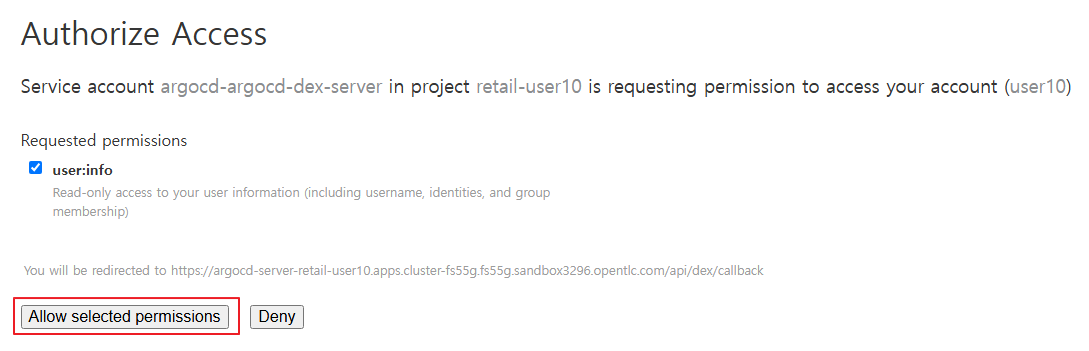 Authorize Access
Service account argocd-argocd-dex-server in project retail-user10 is requesting permission to access your account (user10)
Requested permissions
user:info
Read-only access to your user information (including username, identities, and group
membership)
You will be redirected to https://argocd-server-retail-user10.apps.cluster-fs55g.fs55g.sandbox3296.opentlc.com/api/dex/callback
Allow selected permissions Deny